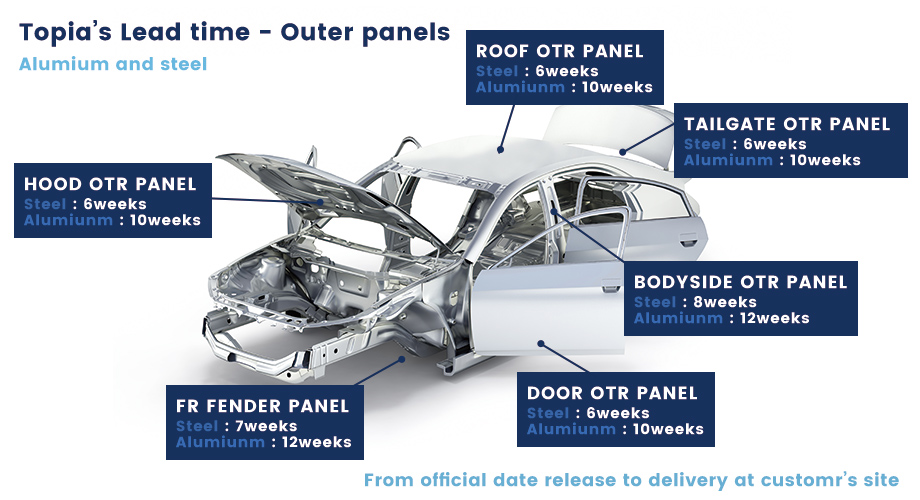 Topia's Lead time - Outer panels
Alumium and steel
ROOF OTR PANEL
Steel : 6weeks
Alumiunm : 10weeks
TAILGATE OTR PANEL
Steel : 6weeks
Alumiunm : 10weeks
HOOD OTR PANEL
Steel : 6weeks
Alumiunm : 10weeks
BODYSIDE OTR PANEL
Steel : 8weeks
Alumiunm : 12weeks
DOOR OTR PANEL
Steel : 6weeks
Alumiunm : 10weeks
FR FENDER PANEL
Steel : 7weeks
Alumiunm : 12weeks
From official date release to delivery at customr's site